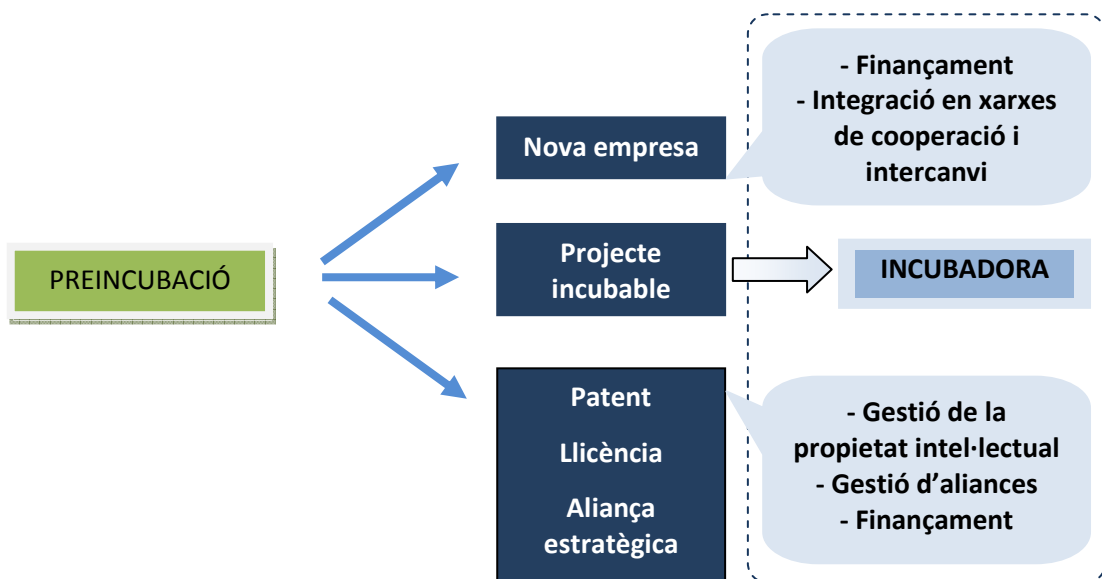 PREINCUBACIÓ
Nova empresa
Projecte
incubable
Patent
Llicència
Aliança
estratègica
- Finançament
- Integració en xarxes
de cooperació i
intercanvi
INCUBADORA
- Gestió de la
propietat intel·lectual
- Gestió d’aliances
- Finançament